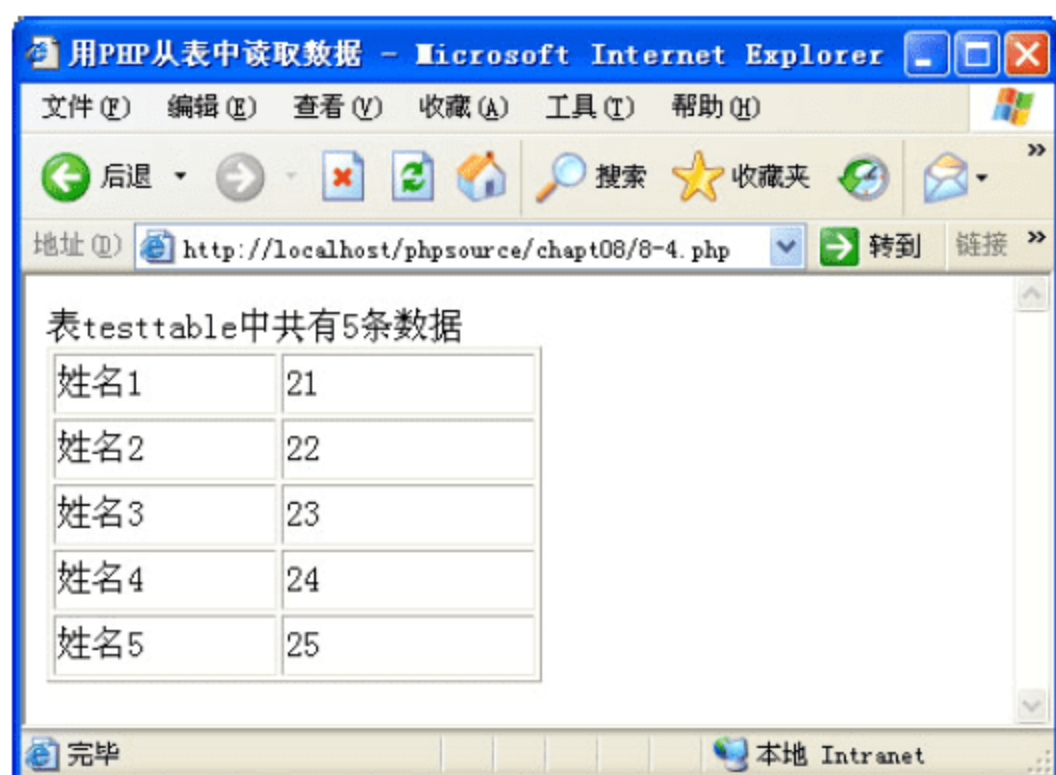 用PHP从表中读取数据 - Microsoft Internet Explorer
文件(F) 编辑(E) 查看(V) 收藏(A) 工具(T) 帮助(H)
后退 搜索 收藏夹 »
地址(D) http://localhost/phpsource/chapt08/8-4.php 转到 链接 »
表testtable中共有5条数据
姓名1 21
姓名2 22
姓名3 23
姓名4 24
姓名5 25
完毕 本地 Intranet